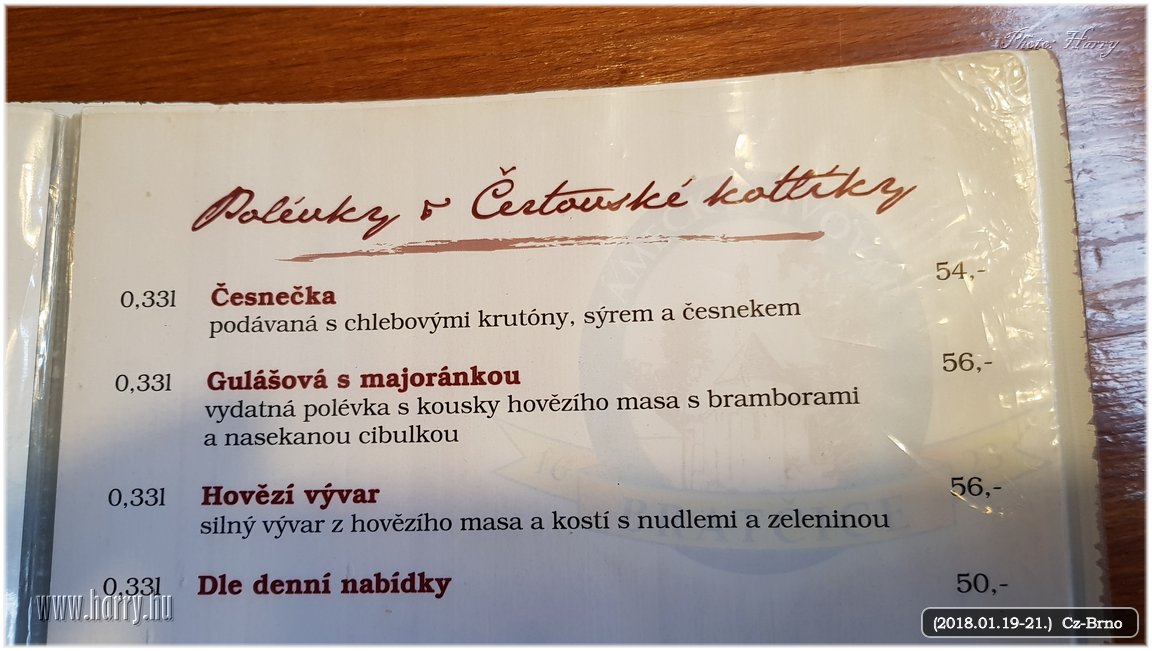 Photo: Harry
Polévky & Čertovské kotlíky
0,33l Česnečka 54,-
podávaná s chlebovými krutóny, sýrem a česnekem
0,33l Gulášová s majoránkou 56,-
vydatná polévka s kousky hovězího masa s bramborami
a nasekanou cibulkou
0,33l Hovězí vývar 56,-
silný vývar z hovězího masa a kostí s nudlemi a zeleninou
0,33l Dle denní nabídky 50,-
www.harry.hu
(2018.01.19-21.) Cz-Brno